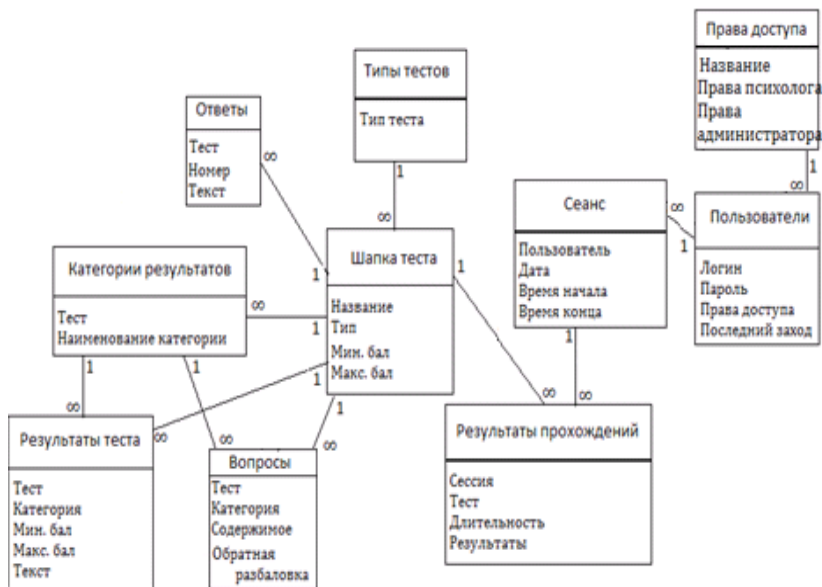 Права доступа
Название
Права психолога
Права
администратора
1
∞
Типы тестов
Тип теста
1
∞
Ответы
Тест
Номер
Текст
∞
1
Сеанс
Пользователь
Дата
Время начала
Время конца
∞
1
1
∞
Пользователи
Логин
Пароль
Права доступа
Последний заход
Шапка теста
Название
Тип
Мин. бал
Макс. бал
1
∞
Категории результатов
Тест
Наименование категории
∞
1
1
∞
1
∞
1
∞
1
∞
Результаты теста
Тест
Категория
Мин. бал
Макс. бал
Текст
Вопросы
Тест
Категория
Содержимое
Обратная
разбаловка
Результаты прохождений
Сессия
Тест
Длительность
Результаты